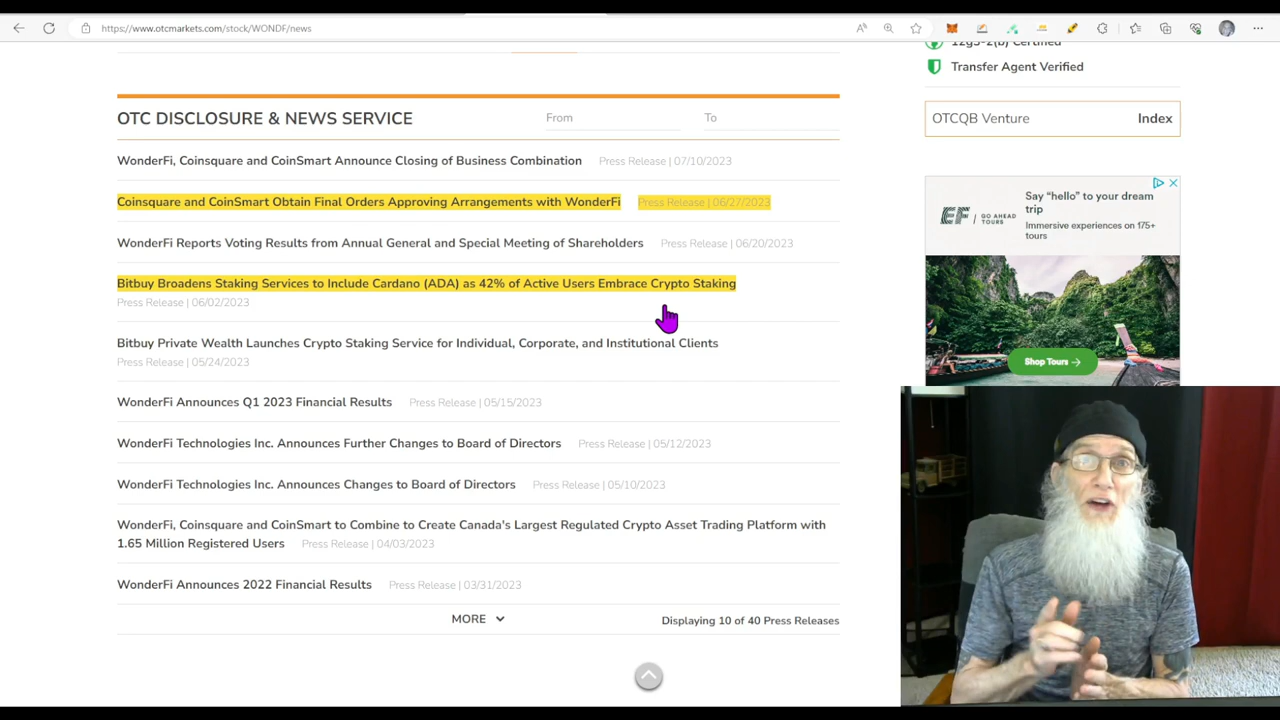 https://www.otcmarkets.com/stock/WONDF/news
12g3-2(b) Certified
Transfer Agent Verified
OTC DISCLOSURE & NEWS SERVICE
From
To
OTCQB Venture
Index
WonderFi, Coinsquare and CoinSmart Announce Closing of Business Combination Press Release | 07/10/2023
Coinsquare and CoinSmart Obtain Final Orders Approving Arrangements with WonderFi Press Release | 06/27/2023
WonderFi Reports Voting Results from Annual General and Special Meeting of Shareholders Press Release | 06/20/2023
Bitbuy Broadens Staking Services to Include Cardano (ADA) as 42% of Active Users Embrace Crypto Staking
Press Release | 06/02/2023
Bitbuy Private Wealth Launches Crypto Staking Service for Individual, Corporate, and Institutional Clients
Press Release | 05/24/2023
WonderFi Announces Q1 2023 Financial Results Press Release | 05/15/2023
WonderFi Technologies Inc. Announces Further Changes to Board of Directors Press Release | 05/12/2023
WonderFi Technologies Inc. Announces Changes to Board of Directors Press Release | 05/10/2023
WonderFi, Coinsquare and CoinSmart to Combine to Create Canada's Largest Regulated Crypto Asset Trading Platform with
1.65 Million Registered Users Press Release | 04/03/2023
WonderFi Announces 2022 Financial Results Press Release | 03/31/2023
MORE
Displaying 10 of 40 Press Releases
EF GO AHEAD
TOURS
Say “hello” to your dream
trip
Immersive experiences on 175+
tours
Shop Tours →